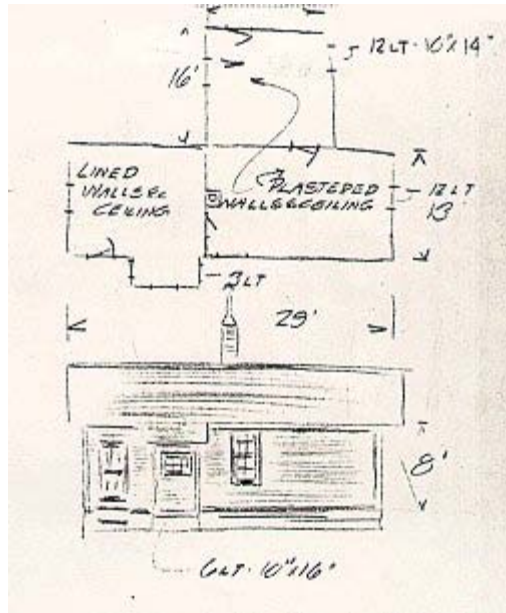 12 LT - 10" X 14"
16'
LINED
WALLS &
CEILING
PLASTERED
WALLS & CEILING
12 LT
13'
3 LT
29'
8'
6 LT - 10" X 16"